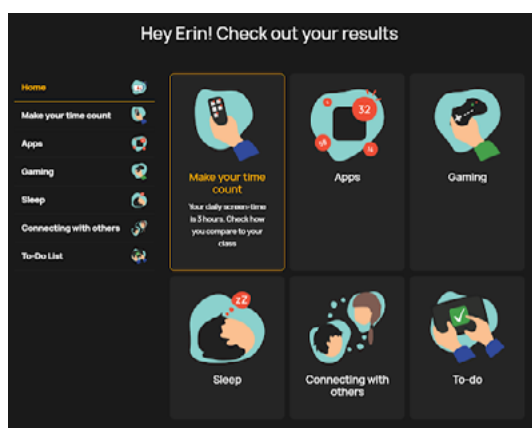 Hey Erin! Check out your results
Home
Make your time count
Apps
Gaming
Sleep
Connecting with others
To-Do List
Make your time
count
Your daily screen-time
is 3 hours. Check how
you compare to your
class
32
Apps
Gaming
zZ
Sleep
Connecting with
others
To-do